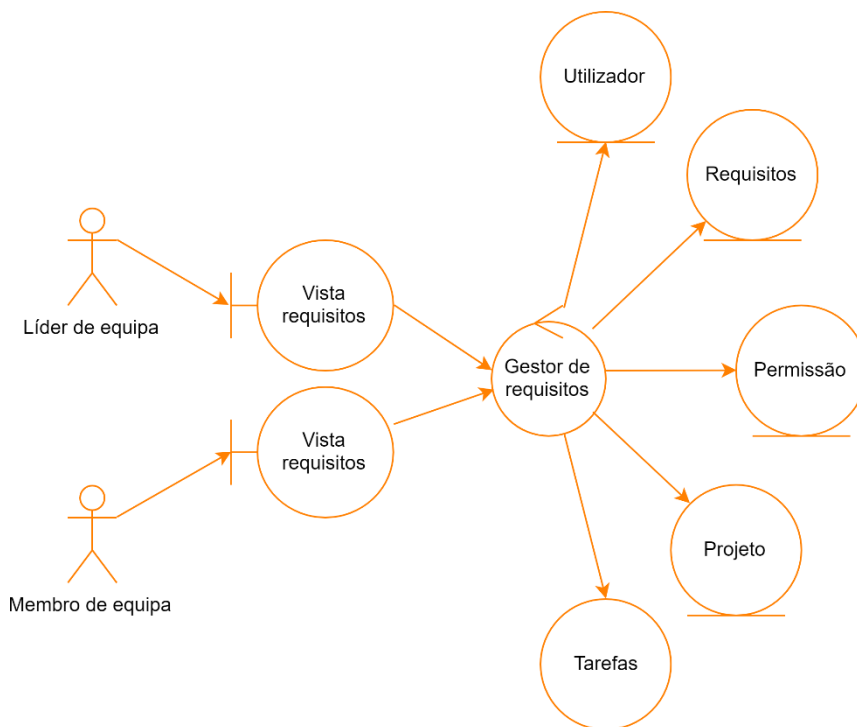 Utilizador
Requisitos
Líder de equipa
Vista
requisitos
Gestor de
requisitos
Permissão
Vista
requisitos
Membro de equipa
Projeto
Tarefas